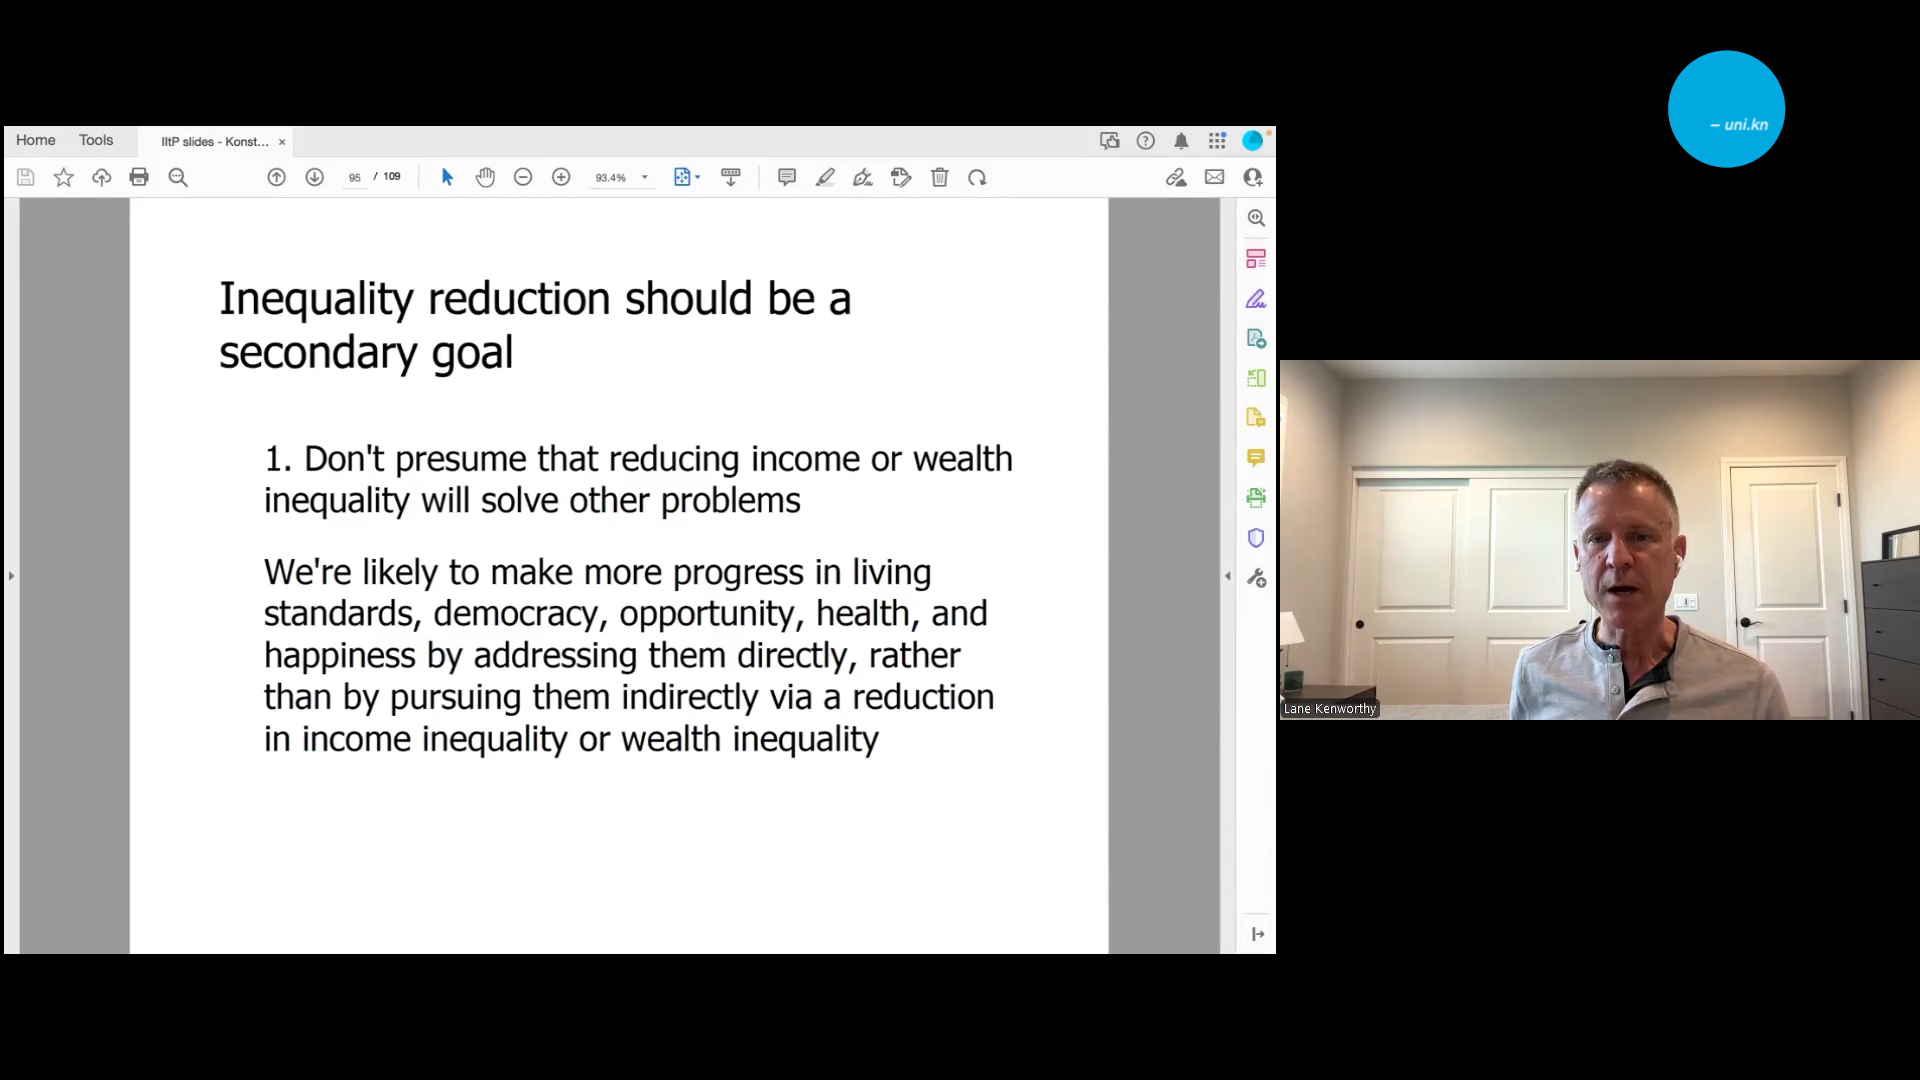 – uni.kn
Home Tools IItP slides - Konst... ×
95 / 109 93.4%
Inequality reduction should be a
secondary goal
1. Don't presume that reducing income or wealth
inequality will solve other problems
We're likely to make more progress in living
standards, democracy, opportunity, health, and
happiness by addressing them directly, rather
than by pursuing them indirectly via a reduction
in income inequality or wealth inequality
Lane Kenworthy